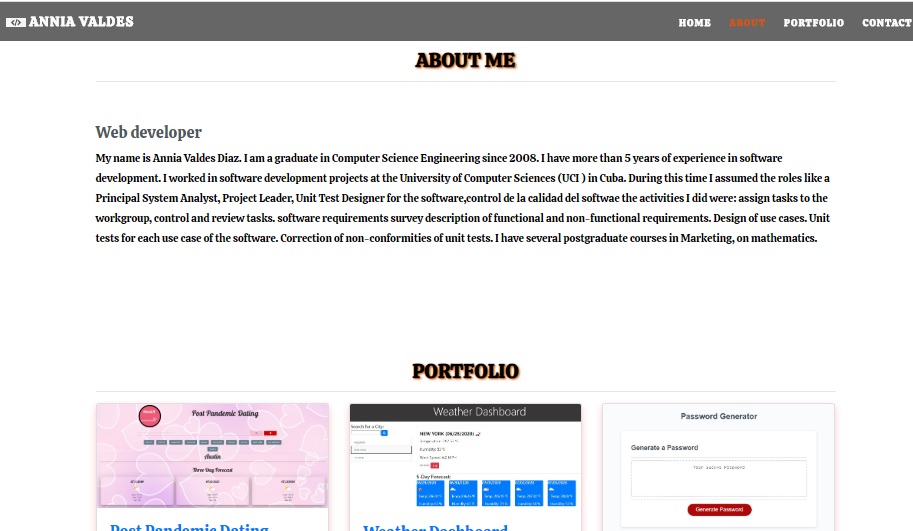 </> ANNIA VALDES
HOME ABOUT PORTFOLIO CONTACT
ABOUT ME
Web developer
My name is Annia Valdes Diaz. I am a graduate in Computer Science Engineering since 2008. I have more than 5 years of experience in software
development. I worked in software development projects at the University of Computer Sciences (UCI ) in Cuba. During this time I assumed the roles like a
Principal System Analyst, Project Leader, Unit Test Designer for the software,control de la calidad del softwae the activities I did were: assign tasks to the
workgroup, control and review tasks. software requirements survey description of functional and non-functional requirements. Design of use cases. Unit
tests for each use case of the software. Correction of non-conformities of unit tests. I have several postgraduate courses in Marketing, on mathematics.
PORTFOLIO
Post Pandemic Dating
Austin
Three Day Forecast
Post Pandemic Dating
Weather Dashboard
Search for a City:
NEW YORK (06/28/2020)
5-Day Forecast:
Weather Dashboard
Password Generator
Generate a Password
Your Secure Password
Generate Password